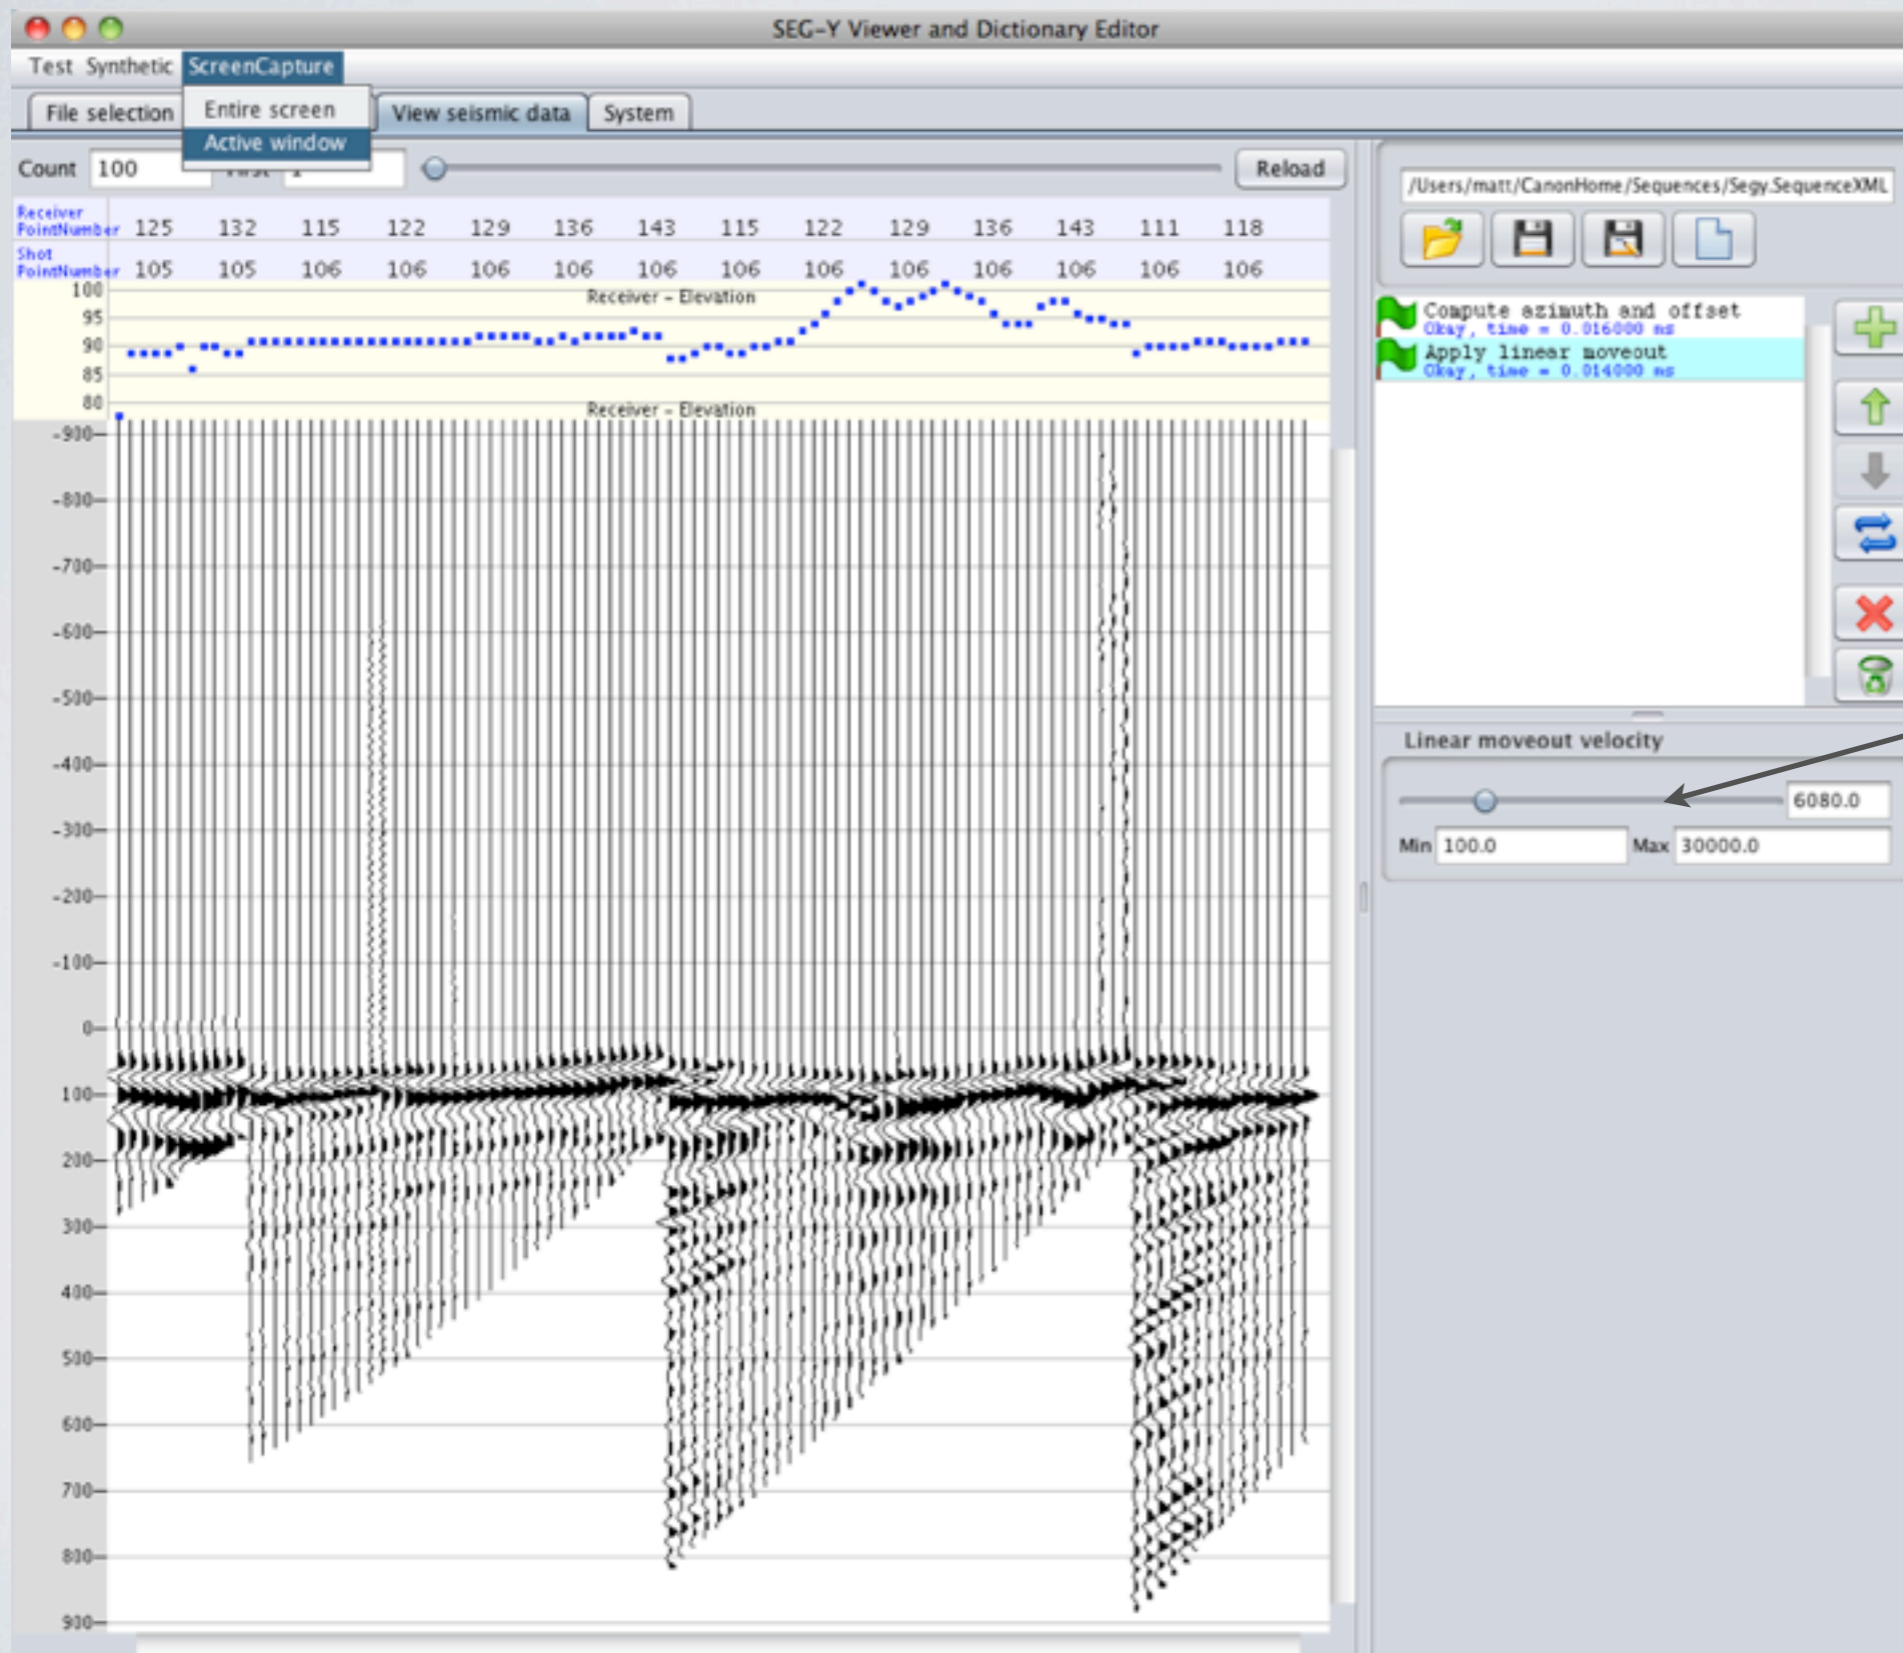 SEG-Y Viewer and Dictionary Editor
Test Synthetic ScreenCapture
File selection Entire screen View seismic data System
Active window
Count 100 1 Reload
/Users/matt/CanonHome/Sequences/Segy.SequenceXML
Receiver
PointNumber 125 132 115 122 129 136 143 115 122 129 136 143 111 118
Shot
PointNumber 105 105 106 106 106 106 106 106 106 106 106 106 106 106
100
Receiver - Elevation
95
90
85
80
Receiver - Elevation
Compute azimuth and offset
Okay, time = 0.016000 ms
Apply linear moveout
Okay, time = 0.014000 ms
-900
-800
-700
-600
-500
-400
-300
-200
-100
0
100
200
300
400
500
600
700
800
900
Linear moveout velocity
6080.0
Min 100.0 Max 30000.0